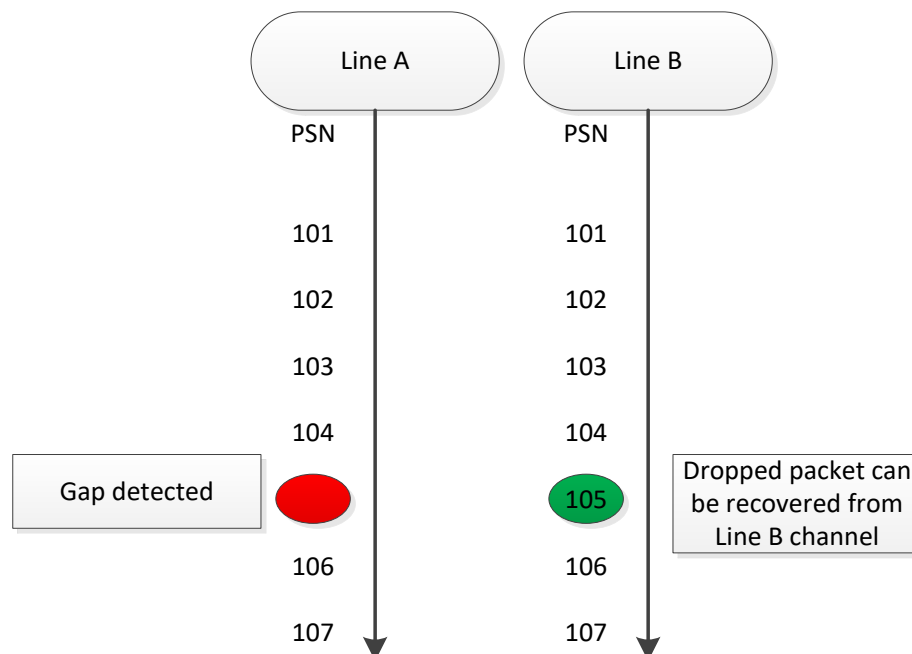 Line A
Line B
PSN
PSN
101
101
102
102
103
103
104
104
Gap detected
105
Dropped packet can
be recovered from
Line B channel
106
106
107
107